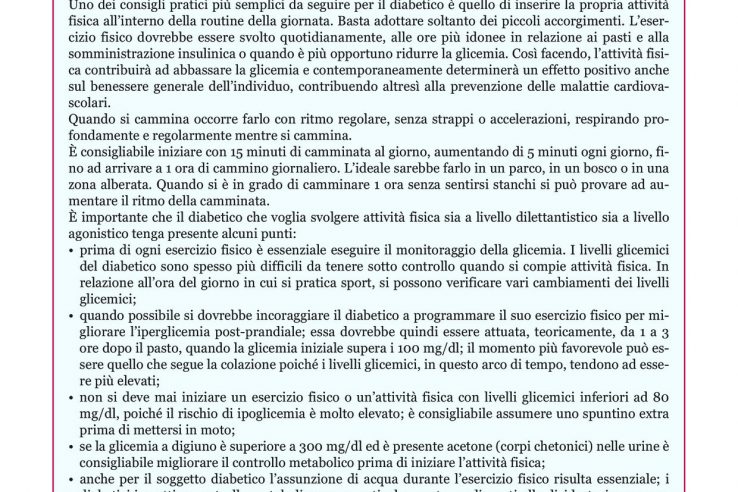 Uno dei consigli pratici più semplici da seguire per il diabetico è quello di inserire la propria attività
fisica all'interno della routine della giornata. Basta adottare soltanto dei piccoli accorgimenti. L'eser-
cizio fisico dovrebbe essere svolto quotidianamente, alle ore più idonee in relazione ai pasti e alla
somministrazione insulinica o quando è più opportuno ridurre la glicemia. Così facendo, l'attività fisi-
ca contribuirà ad abbassare la glicemia e contemporaneamente determinerà un effetto positivo anche
sul benessere generale dell'individuo, contribuendo altresì alla prevenzione delle malattie cardiova-
scolari.
Quando si cammina occorre farlo con ritmo regolare, senza strappi o accelerazioni, respirando pro-
fondamente e regolarmente mentre si cammina.
È consigliabile iniziare con 15 minuti di camminata al giorno, aumentando di 5 minuti ogni giorno, fi-
no ad arrivare a 1 ora di cammino giornaliero. L'ideale sarebbe farlo in un parco, in un bosco o in una
zona alberata. Quando si è in grado di camminare 1 ora senza sentirsi stanchi si può provare ad au-
mentare il ritmo della camminata.
È importante che il diabetico che voglia svolgere attività fisica sia a livello dilettantistico sia a livello
agonistico tenga presente alcuni punti:
• prima di ogni esercizio fisico è essenziale eseguire il monitoraggio della glicemia. I livelli glicemici
del diabetico sono spesso più difficili da tenere sotto controllo quando si compie attività fisica. In
relazione all'ora del giorno in cui si pratica sport, si possono verificare vari cambiamenti dei livelli
glicemici;
• quando possibile si dovrebbe incoraggiare il diabetico a programmare il suo esercizio fisico per mi-
gliorare l'iperglicemia post-prandiale; essa dovrebbe quindi essere attuata, teoricamente, da 1 a 3
ore dopo il pasto, quando la glicemia iniziale supera i 100 mg/dl; il momento più favorevole può es-
sere quello che segue la colazione poiché i livelli glicemici, in questo arco di tempo, tendono ad esse-
re più elevati;
• non si deve mai iniziare un esercizio fisico o un'attività fisica con livelli glicemici inferiori ad 80
mg/dl, poiché il rischio di ipoglicemia è molto elevato; è consigliabile assumere uno spuntino extra
prima di mettersi in moto;
• se la glicemia a digiuno è superiore a 300 mg/dl ed è presente acetone (corpi chetonici) nelle urine è
consigliabile migliorare il controllo metabolico prima di iniziare l'attività fisica;
• anche per il soggetto diabetico l'assunzione di acqua durante l'esercizio fisico risulta essenziale; i